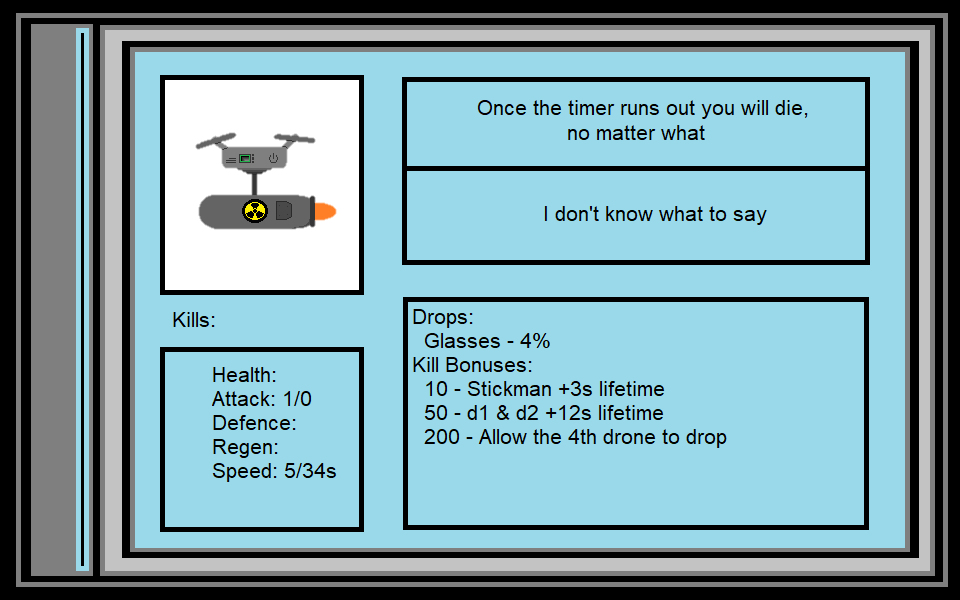 Once the timer runs out you will die,
no matter what
I don't know what to say
Kills:
Health:
Attack: 1/0
Defence:
Regen:
Speed: 5/34s
Drops:
Glasses - 4%
Kill Bonuses:
10 - Stickman +3s lifetime
50 - d1 & d2 +12s lifetime
200 - Allow the 4th drone to drop